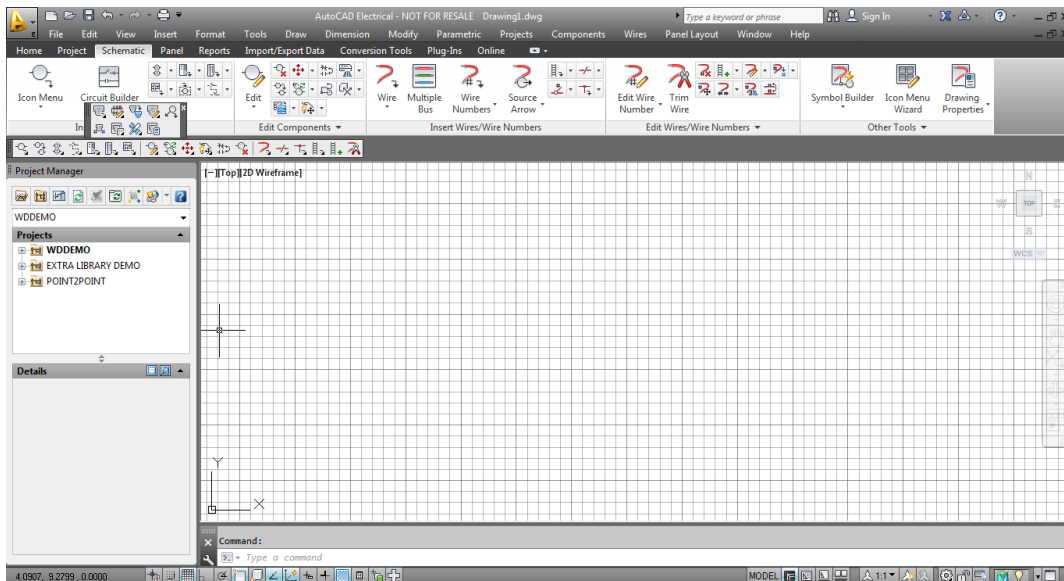 AutoCAD Electrical - NOT FOR RESALE Drawing1.dwg Type a keyword or phrase Sign In
File Edit View Insert Format Tools Draw Dimension Modify Parametric Projects Components Wires Panel Layout Window Help
Home Project Schematic Panel Reports Import/Export Data Conversion Tools Plug-Ins Online
Icon Menu Circuit Builder Edit Wire Multiple Bus Wire Numbers Source Arrow Edit Wire Number Trim Wire Symbol Builder Icon Menu Wizard Drawing Properties
In Edit Components Insert Wires/Wire Numbers Edit Wires/Wire Numbers Other Tools
Project Manager
[−][Top][2D Wireframe]
N
W TOP E
S
WCS
WDDEMO
Projects
WDDEMO
EXTRA LIBRARY DEMO
POINT2POINT
Details
Y
X
Command:
Type a command
4.0907, 9.2799, 0.0000 MODEL 1:1